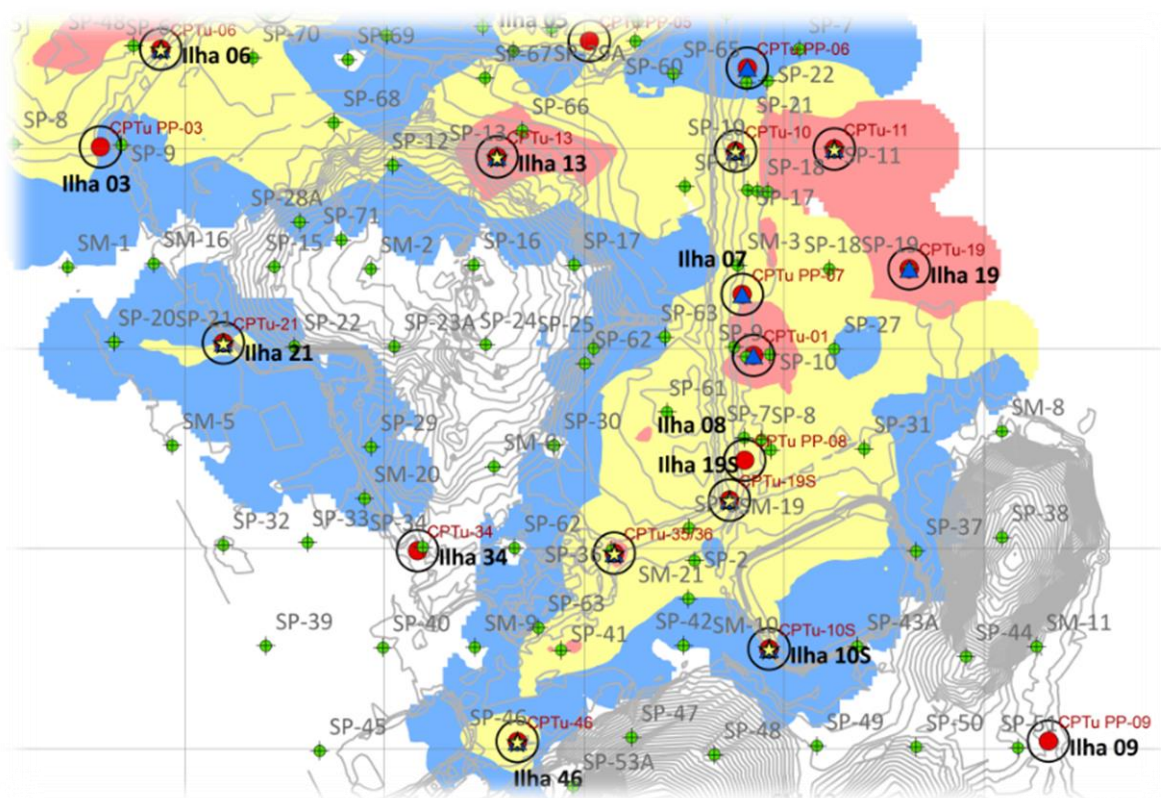 CPTu-06
Ilha 06
SP-70
SP-69
SP-67
SP-29A
Ilha 05
SP-60
SP-65
CPTu PP-06
SP-7
SP-22
SP-21
SP-8
CPTu PP-03
SP-9
Ilha 03
SP-68
SP-66
SP-12
SP-13
CPTu-13
Ilha 13
CPTu-10
CPTu-11
SP-11
SP-18
SP-17
SP-28A
SP-71
SM-1
SM-16
SP-15
SM-2
SP-16
SP-17
Ilha 07
SM-3
SP-18
SP-19
CPTu-19
Ilha 19
CPTu PP-07
SP-20
SP-21
CPTu-21
Ilha 21
SP-22
SP-23A
SP-24
SP-25
SP-62
SP-63
SP-9
CPTu-01
SP-10
SP-27
SP-61
SP-7
SP-8
Ilha 08
CPTu PP-08
SP-31
SM-8
SM-5
SP-29
SP-30
Ilha 19S
CPTu-19S
SM-19
SM-20
SP-32
SP-33
SP-34
CPTu-34
Ilha 34
SP-62
SP-36
CPTu-35/36
SP-2
SM-21
SP-37
SP-38
SP-63
SP-39
SP-40
SM-9
SP-41
SP-42
SM-10
CPTu-10S
Ilha 10S
SP-43A
SP-44
SM-11
SP-45
SP-46
CPTu-46
Ilha 46
SP-47
SP-53A
SP-48
SP-49
SP-50
CPTu PP-09
Ilha 09